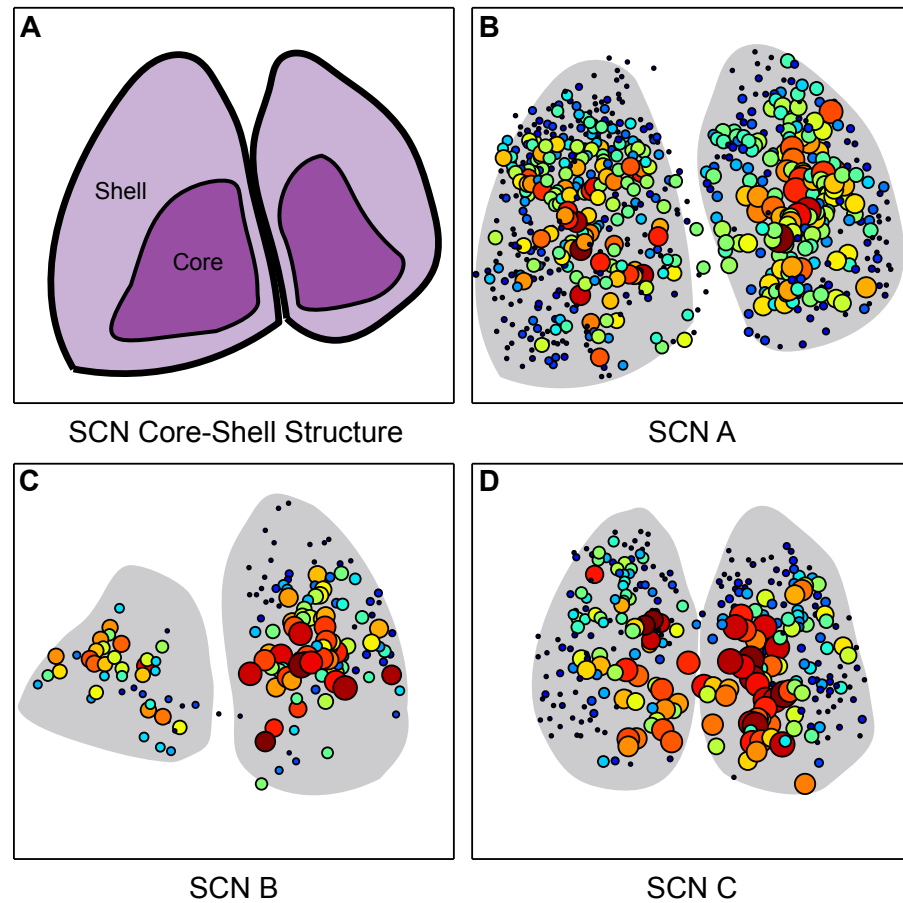 A
Shell
Core
SCN Core-Shell Structure
B
SCN A
C
SCN B
D
SCN C